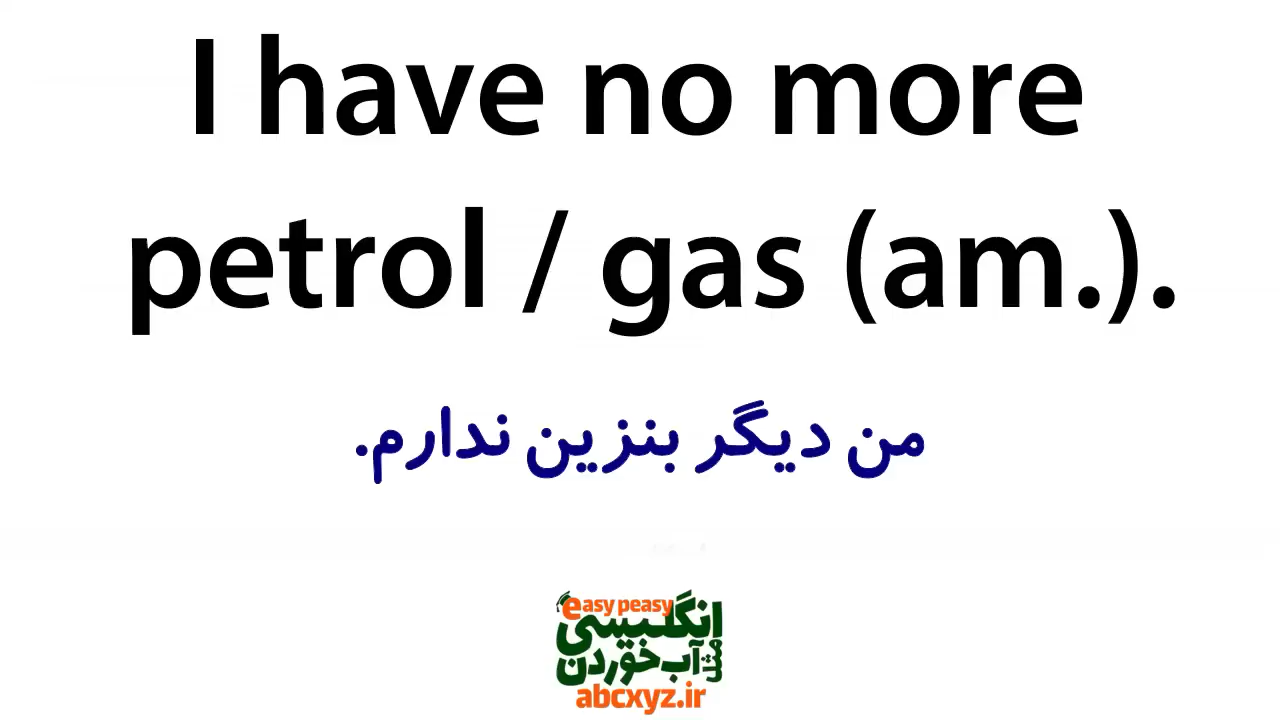 I have no more
petrol / gas (am.).
من دیگر بنزین ندارم.
easy peasy
انگلیسی
مثل آب خوردن
abcxyz.ir